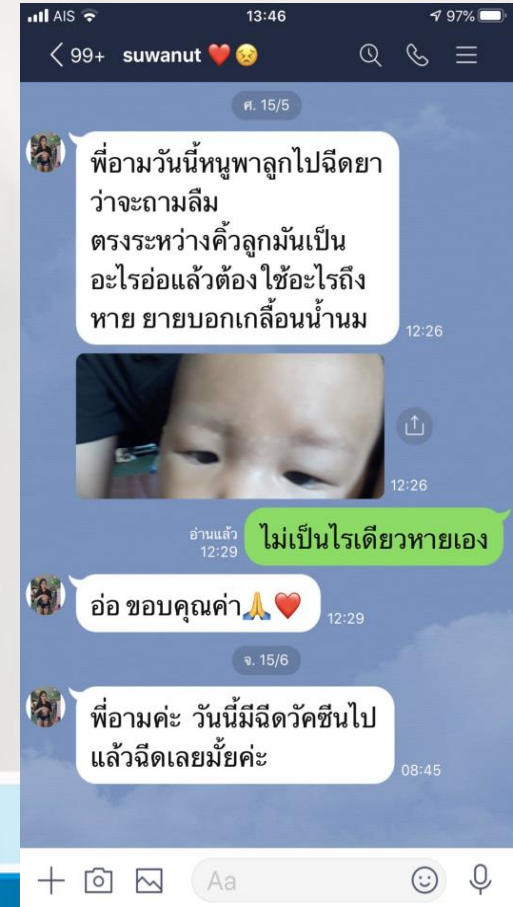 AIS 13:46 97%
99+ suwanut
ศ. 15/5
พี่อามวันนี้หนูพาลูกไปฉีดยา
ว่าจะถามลืม
ตรงระหว่างคิ้วลูกมันเป็น
อะไรอ่อแล้วต้องใช้อะไรถึง
หาย ยายบอกเกลื้อนน้ำนม
12:26
12:26
ไม่เป็นไรเดียวหายเอง
อ่านแล้ว
12:29
อ่อ ขอบคุณค่า🙏❤️
12:29
จ. 15/6
พี่อามค่ะ วันนี้มีฉีดวัคซีนไป
แล้วฉีดเลยมั้ยค่ะ
08:45
Aa